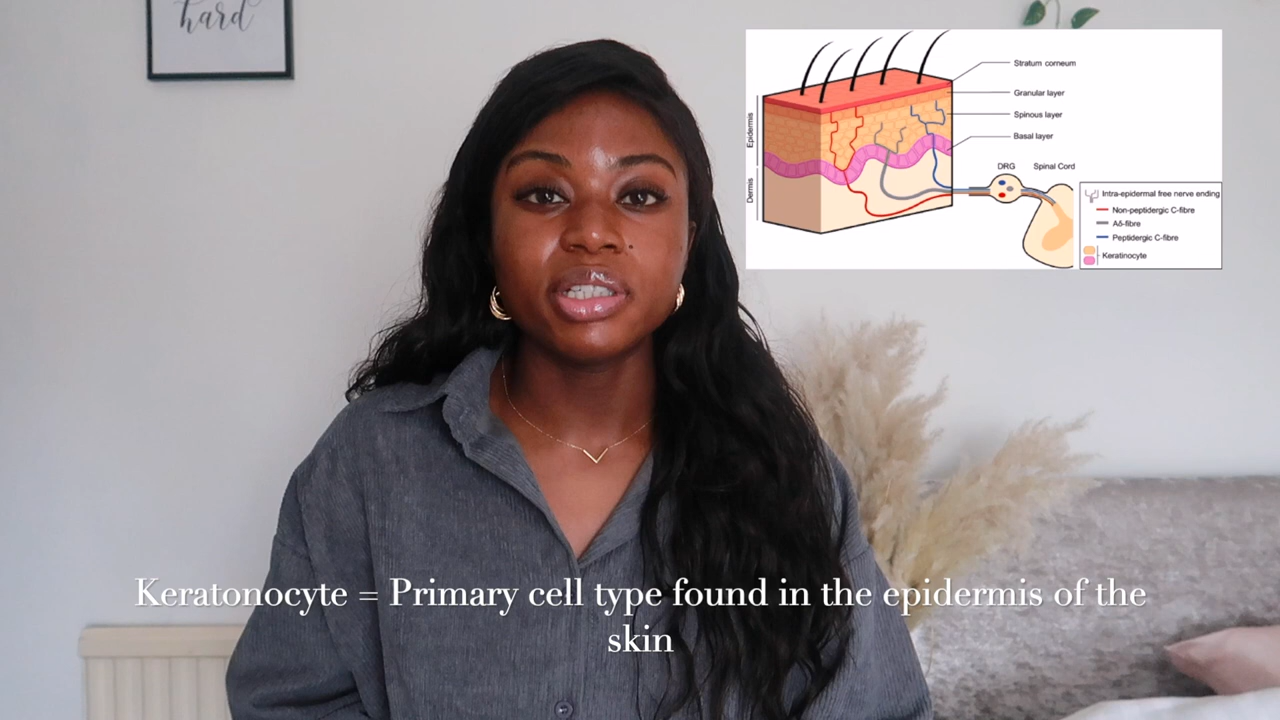 hard
Stratum corneum
Granular layer
Spinous layer
Basal layer
Epidermis
Dermis
DRG
Spinal Cord
Intra-epidermal free nerve ending
Non-peptidergic C-fibre
Aδ-fibre
Peptidergic C-fibre
Keratinocyte
Keratonocyte = Primary cell type found in the epidermis of the
skin